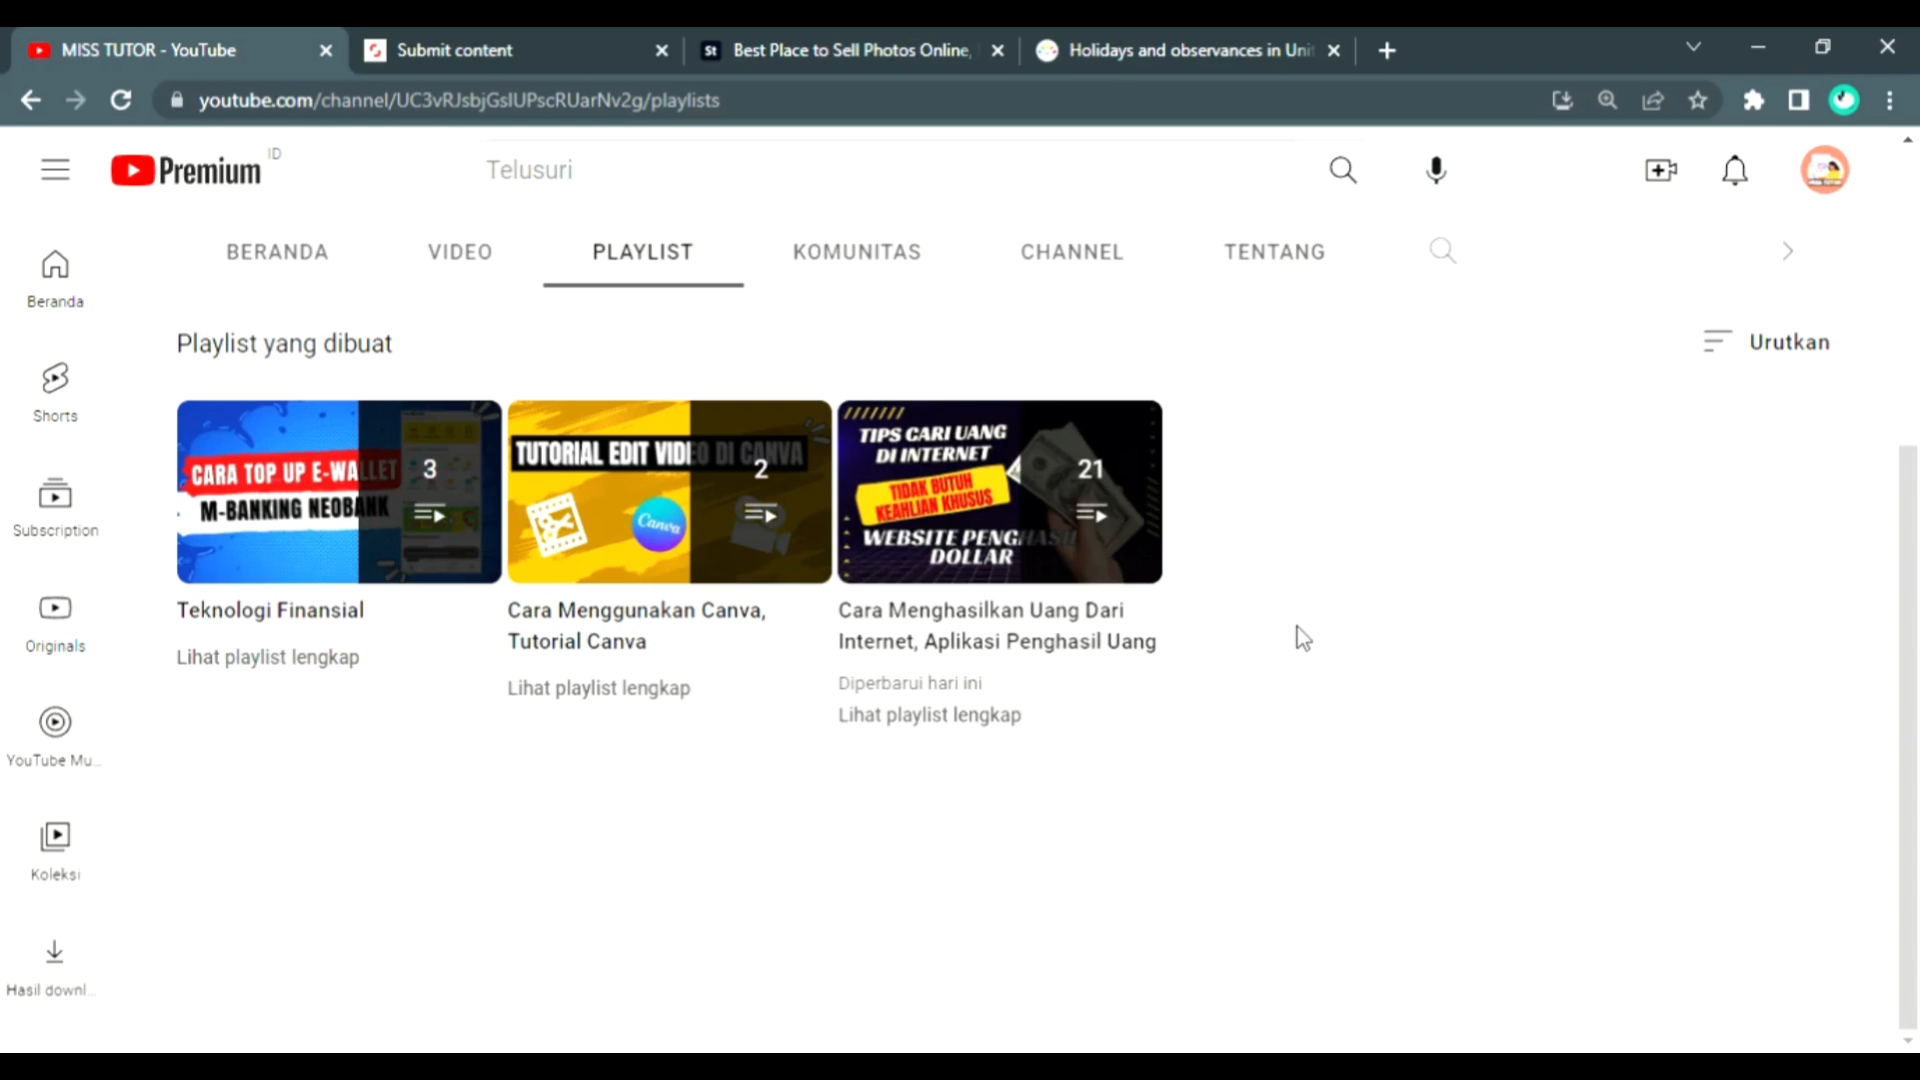 MISS TUTOR - YouTube
Submit content
St
Best Place to Sell Photos Online,
Holidays and observances in Uni
youtube.com/channel/UC3vRJsbjGsIUPscRUarNv2g/playlists
Premium
ID
Telusuri
BERANDA
VIDEO
PLAYLIST
KOMUNITAS
CHANNEL
TENTANG
Beranda
Shorts
Subscription
Originals
YouTube Mu...
Koleksi
Hasil downl...
Playlist yang dibuat
Urutkan
CARA TOP UP E-WALLET
M-BANKING NEOBANK
3
Teknologi Finansial
Lihat playlist lengkap
TUTORIAL EDIT VIDEO DI CANVA
Canva
2
Cara Menggunakan Canva,
Tutorial Canva
Lihat playlist lengkap
TIPS CARI UANG
DI INTERNET
TIDAK BUTUH
KEAHLIAN KHUSUS
WEBSITE PENGHASIL
DOLLAR
21
Cara Menghasilkan Uang Dari
Internet, Aplikasi Penghasil Uang
Diperbarui hari ini
Lihat playlist lengkap